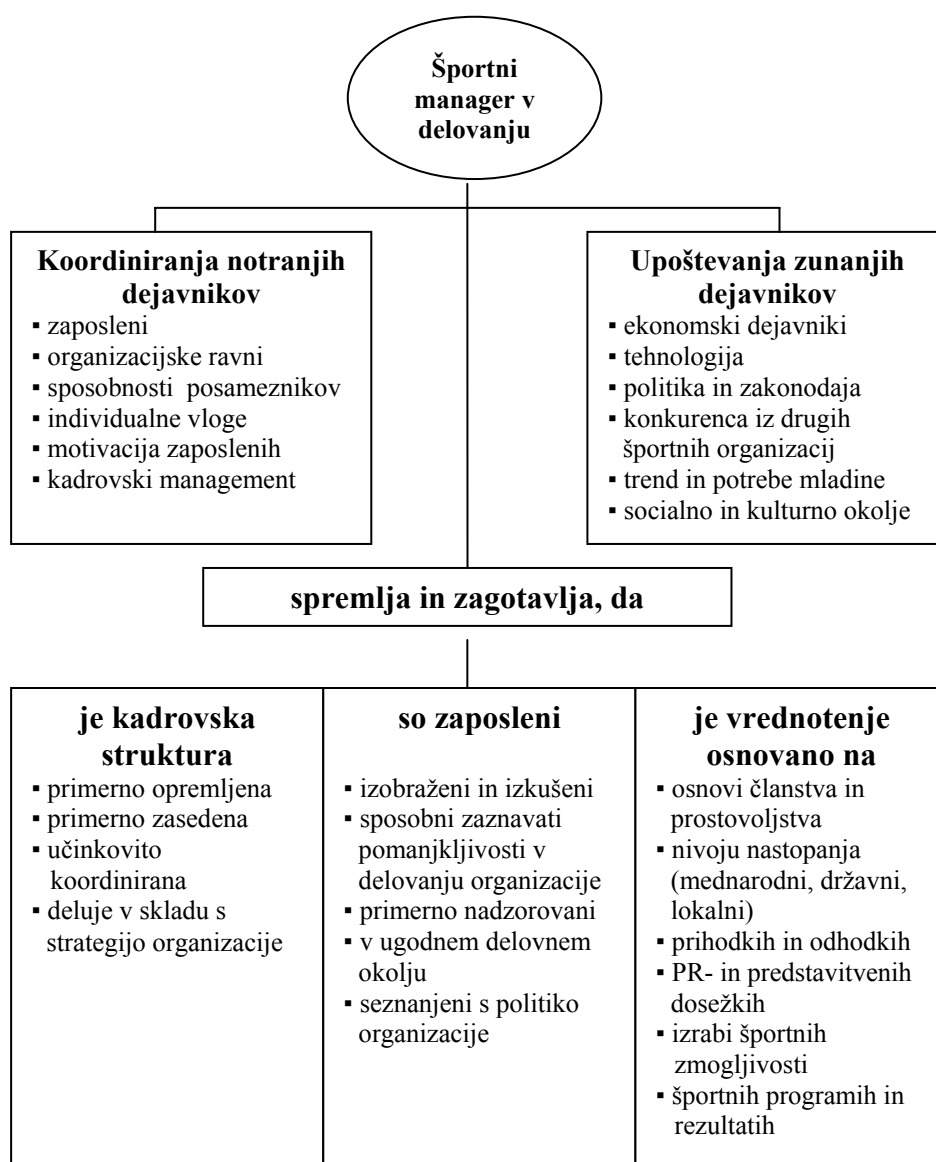 Športni
manager v
delovanju
Koordiniranja notranjih
dejavnikov
▪ zaposleni
▪ organizacijske ravni
▪ sposobnosti posameznikov
▪ individualne vloge
▪ motivacija zaposlenih
▪ kadrovski management
Upoštevanja zunanjih
dejavnikov
▪ ekonomski dejavniki
▪ tehnologija
▪ politika in zakonodaja
▪ konkurenca iz drugih
športnih organizacij
▪ trend in potrebe mladine
▪ socialno in kulturno okolje
spremlja in zagotavlja, da
je kadrovska
struktura
▪ primerno opremljena
▪ primerno zasedena
▪ učinkovito
koordinirana
▪ deluje v skladu s
strategijo organizacije
so zaposleni
▪ izobraženi in izkušeni
▪ sposobni zaznavati
pomanjkljivosti v
delovanju organizacije
▪ primerno nadzorovani
▪ v ugodnem delovnem
okolju
▪ seznanjeni s politiko
organizacije
je vrednotenje
osnovano na
▪ osnovi članstva in
prostovoljstva
▪ nivoju nastopanja
(mednarodni, državni,
lokalni)
▪ prihodkih in odhodkih
▪ PR- in predstavitvenih
dosežkih
▪ izrabi športnih
zmogljivosti
▪ športnih programih in
rezultatih